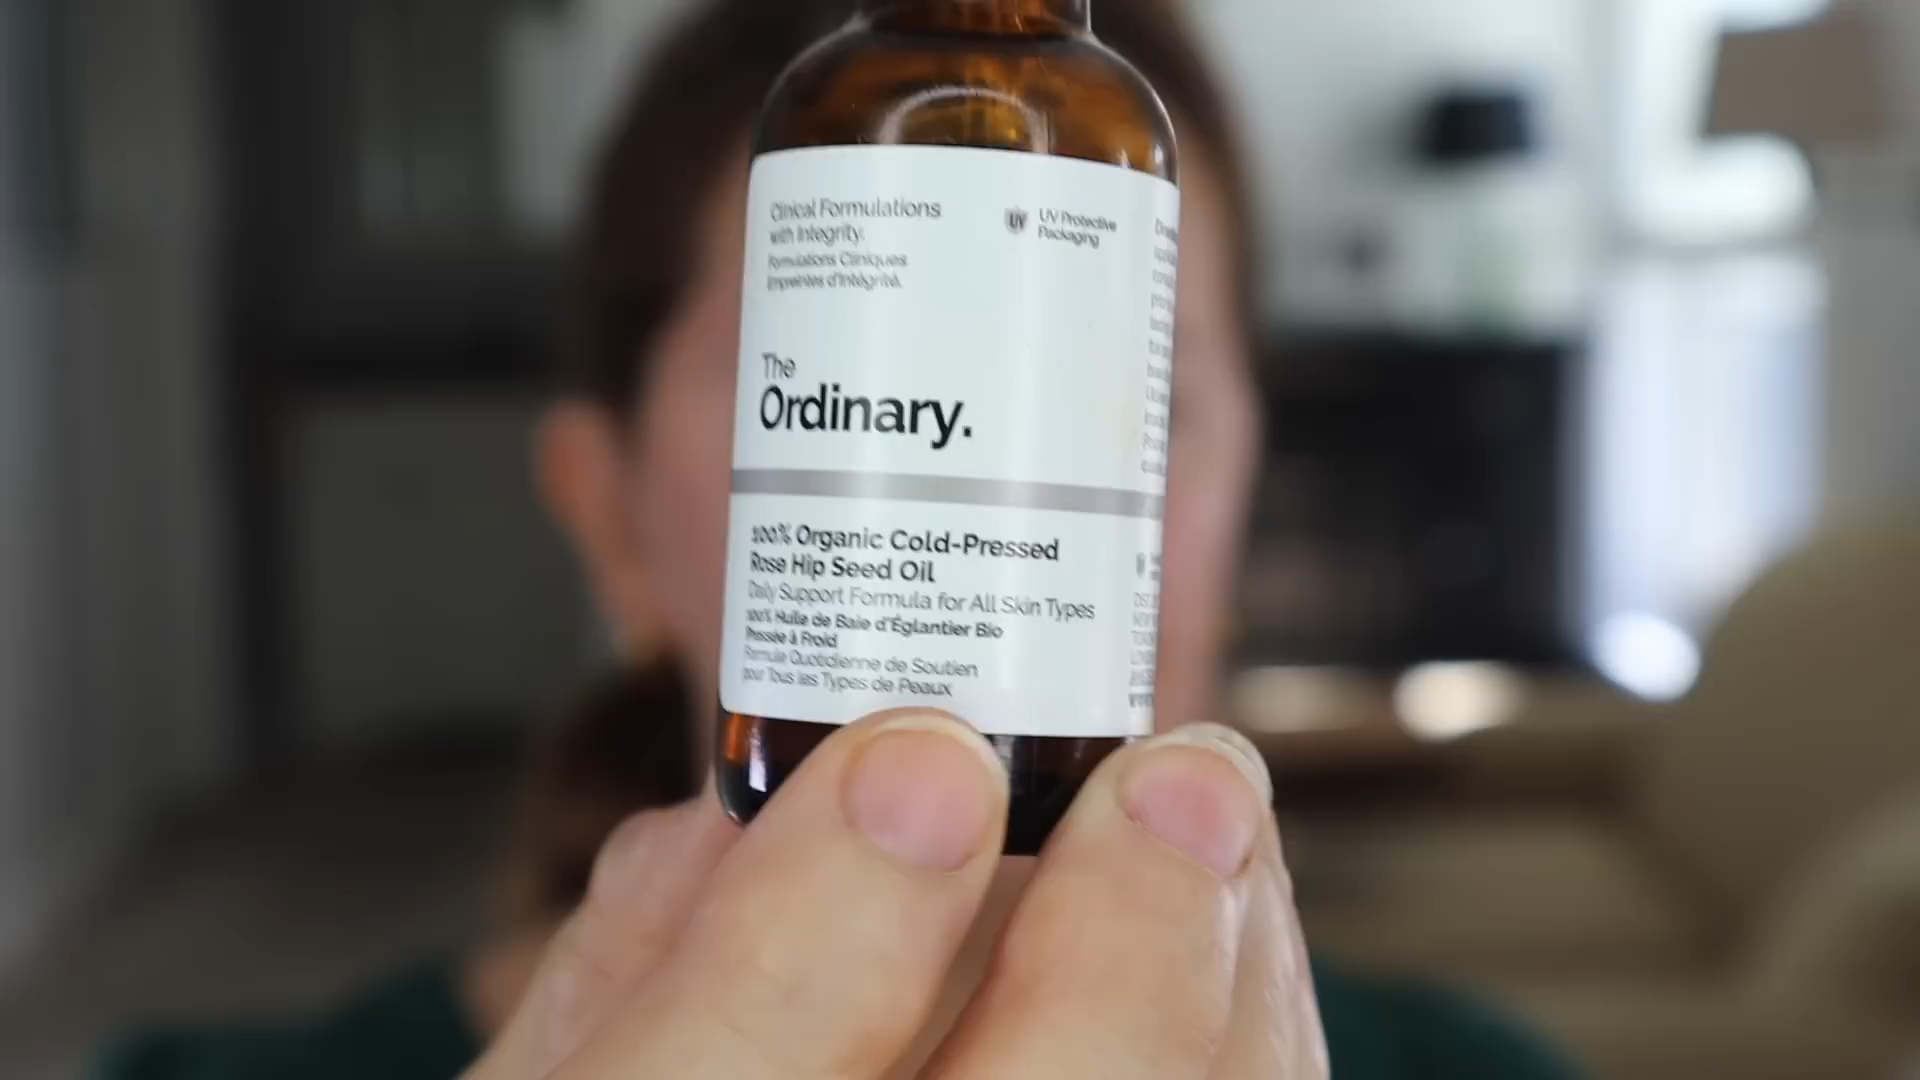 Clinical Formulations
with Integrity.
Formulations Cliniques
Empreintes d'Intégrité.
UV
UV Protective
Packaging
The
Ordinary.
100% Organic Cold-Pressed
Rose Hip Seed Oil
Daily Support Formula for All Skin Types
100% Huile de Baie d'Églantier Bio
Pressée à Froid
Formule Quotidienne de Soutien
pour Tous les Types de Peaux